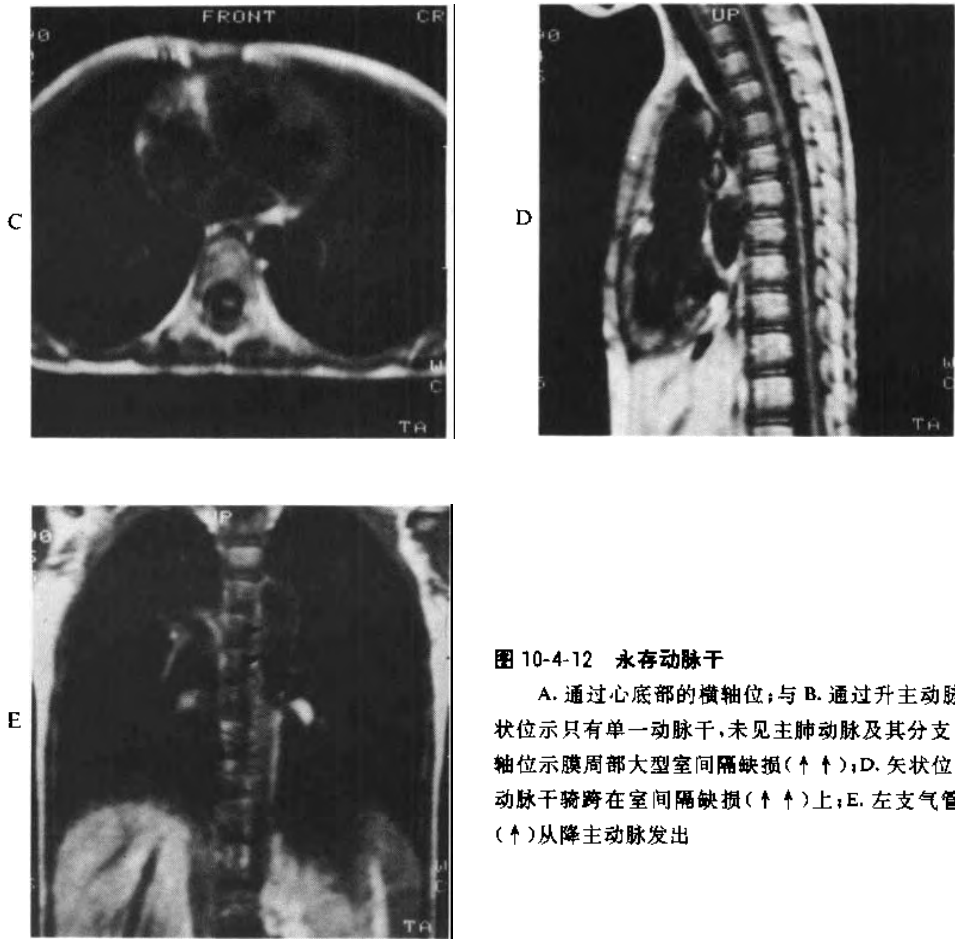 FRONT
CR
90
C
W
C
TA
UP
90
D
S
W
C
TA
UP
90
S
E
W
C
TA
图 10-4-12 永存动脉干
A. 通过心底部的横轴位;与 B. 通过升主动脉
状位示只有单一动脉干,未见主肺动脉及其分支
轴位示膜周部大型室间隔缺损(↑↑);D. 矢状位
动脉干骑跨在室间隔缺损(↑↑)上;E. 左支气管
(↑)从降主动脉发出